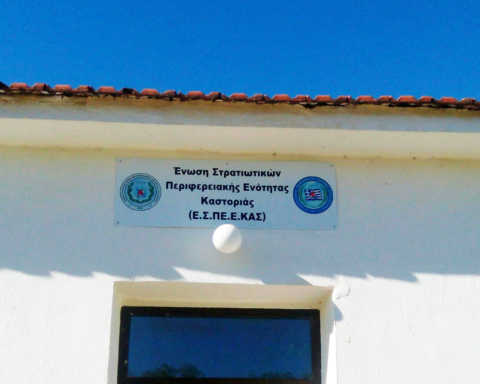 Ένωση Στρατιωτικών
Περιφερειακής Ενότητας
Καστοριάς
(Ε.Σ.ΠΕ.Ε.ΚΑΣ)